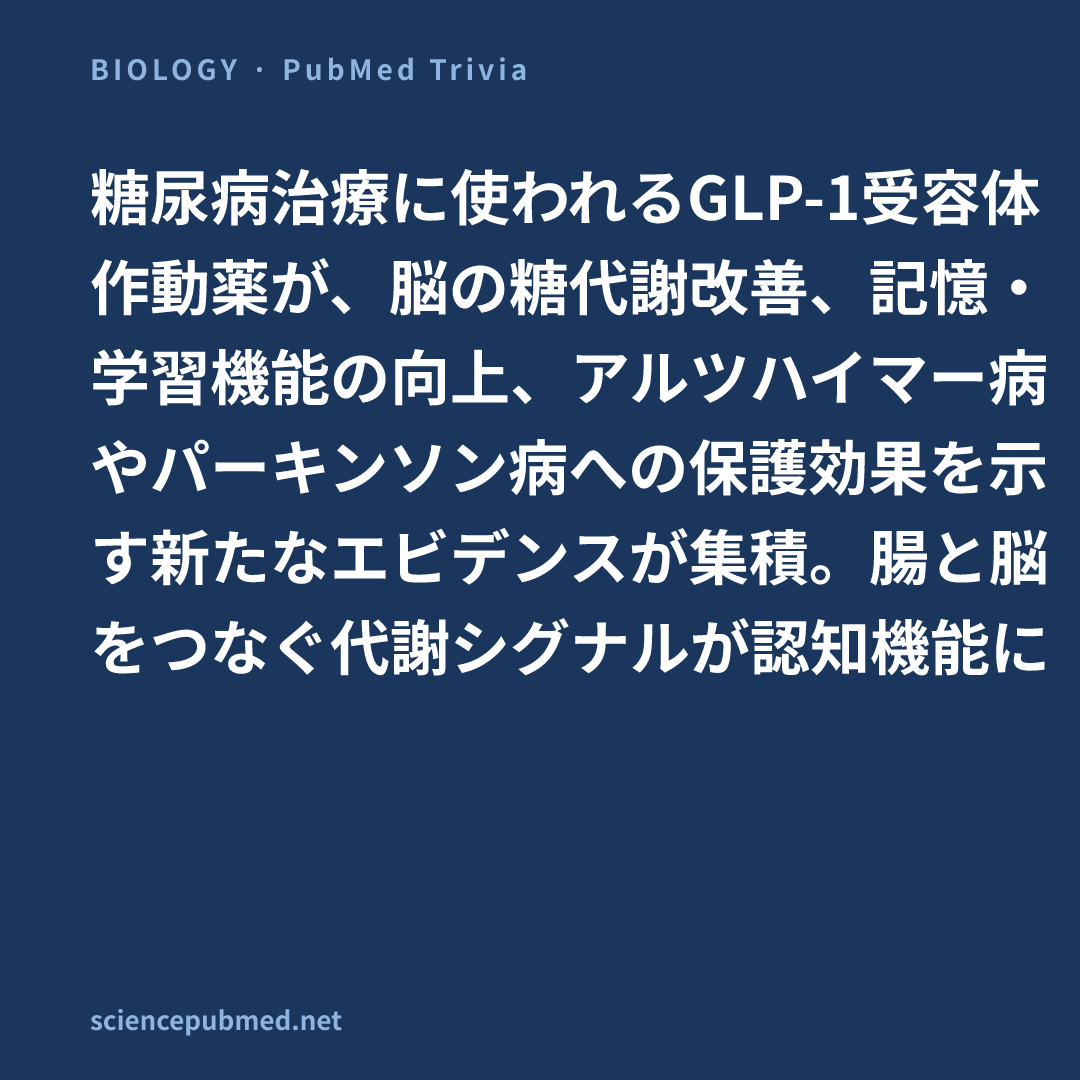 BIOLOGY · PubMed Trivia
糖尿病治療に使われるGLP-1受容体
作動薬が、脳の糖代謝改善、記憶・
学習機能の向上、アルツハイマー病
やパーキンソン病への保護効果を示
す新たなエビデンスが集積。腸と脳
をつなぐ代謝シグナルが認知機能に
sciencepubmed.net